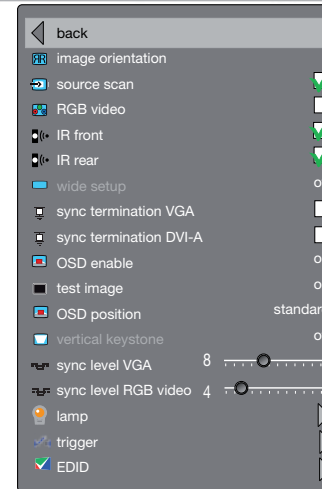 back
image orientation
source scan
RGB video
IR front
IR rear
wide setup o
sync termination VGA
sync termination DVI-A
OSD enable o
test image o
OSD position standar
vertical keystone o
sync level VGA 8
sync level RGB video 4
lamp
trigger
EDID